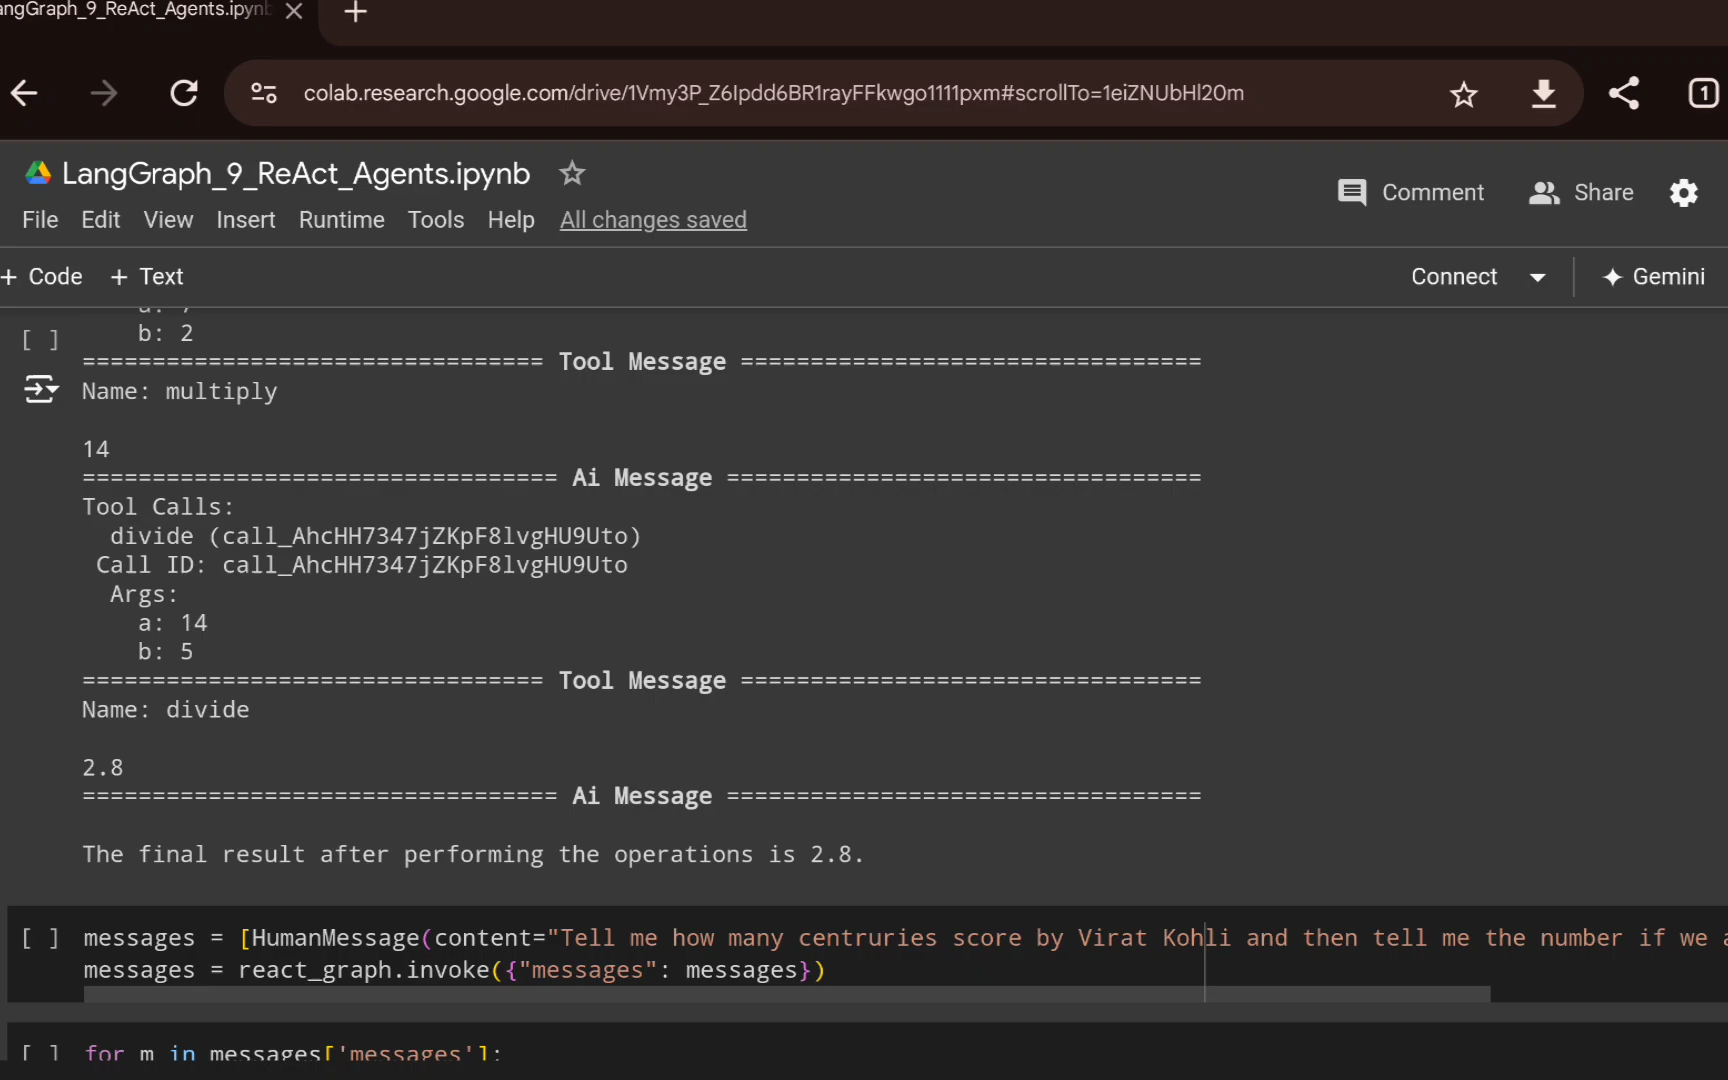 angGraph_9_ReAct_Agents.ipynb
colab.research.google.com/drive/1Vmy3P_Z6Ipdd6BR1rayFFkwgo1111pxm#scrollTo=1eiZNUbHl20m
1
LangGraph_9_ReAct_Agents.ipynb
Comment
Share
File Edit View Insert Runtime Tools Help All changes saved
+ Code + Text
Connect
Gemini
a: 7
[ ] b: 2
================================= Tool Message =================================
Name: multiply
14
================================== Ai Message ==================================
Tool Calls:
divide (call_AhcHH7347jZKpF8lvgHU9Uto)
Call ID: call_AhcHH7347jZKpF8lvgHU9Uto
Args:
a: 14
b: 5
================================= Tool Message =================================
Name: divide
2.8
================================== Ai Message ==================================
The final result after performing the operations is 2.8.
[ ] messages = [HumanMessage(content="Tell me how many centruries score by Virat Kohli and then tell me the number if we a
messages = react_graph.invoke({"messages": messages})
[ ] for m in messages['messages']: